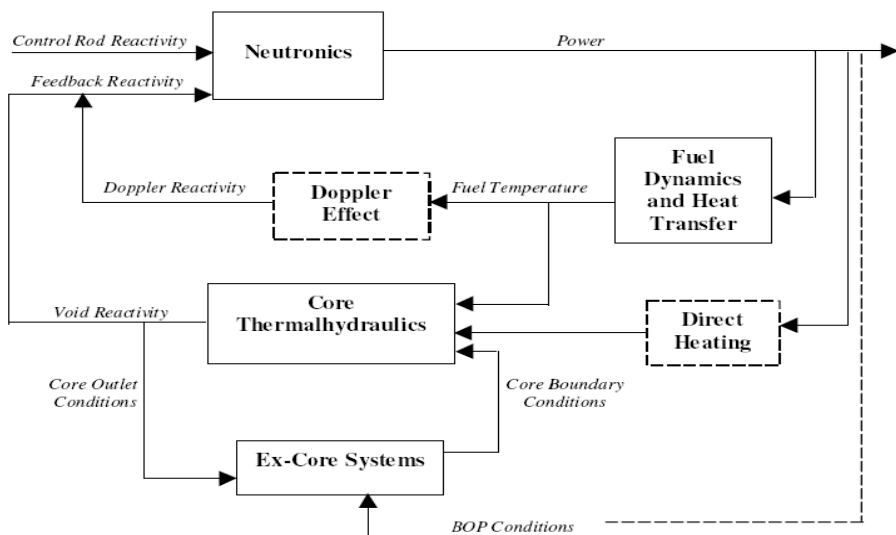 Control Rod Reactivity
Neutronics
Power
Feedback Reactivity
Doppler Reactivity
Doppler
Effect
Fuel Temperature
Fuel
Dynamics
and Heat
Transfer
Void Reactivity
Core
Thermalhydraulics
Direct
Heating
Core Outlet
Conditions
Core Boundary
Conditions
Ex-Core Systems
BOP Conditions